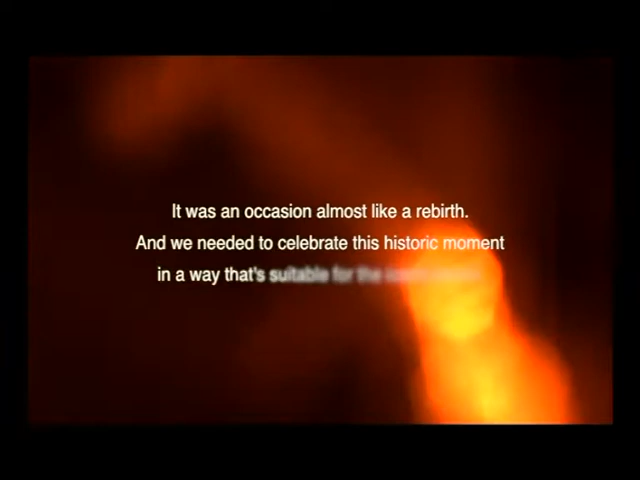 It was an occasion almost like a rebirth.
And we needed to celebrate this historic moment
in a way that's suitable for the